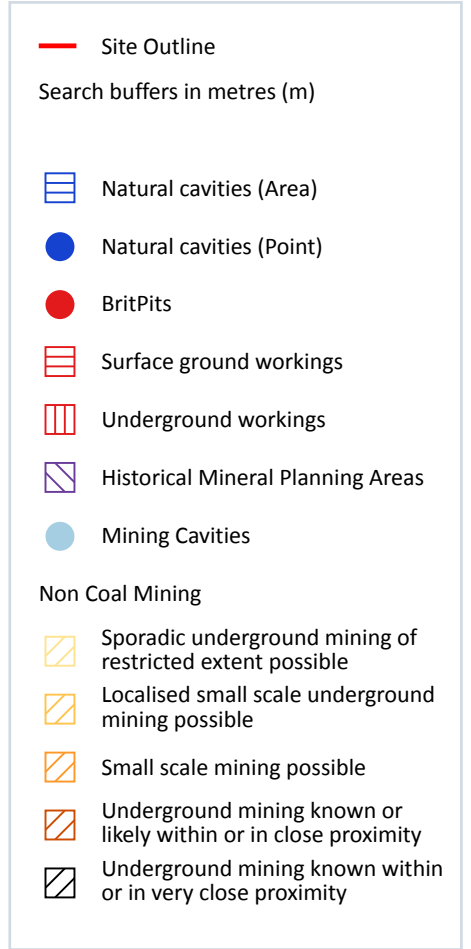 Site Outline
Search buffers in metres (m)
Natural cavities (Area)
Natural cavities (Point)
BritPits
Surface ground workings
Underground workings
Historical Mineral Planning Areas
Mining Cavities
Non Coal Mining
Sporadic underground mining of
restricted extent possible
Localised small scale underground
mining possible
Small scale mining possible
Underground mining known or
likely within or in close proximity
Underground mining known within
or in very close proximity